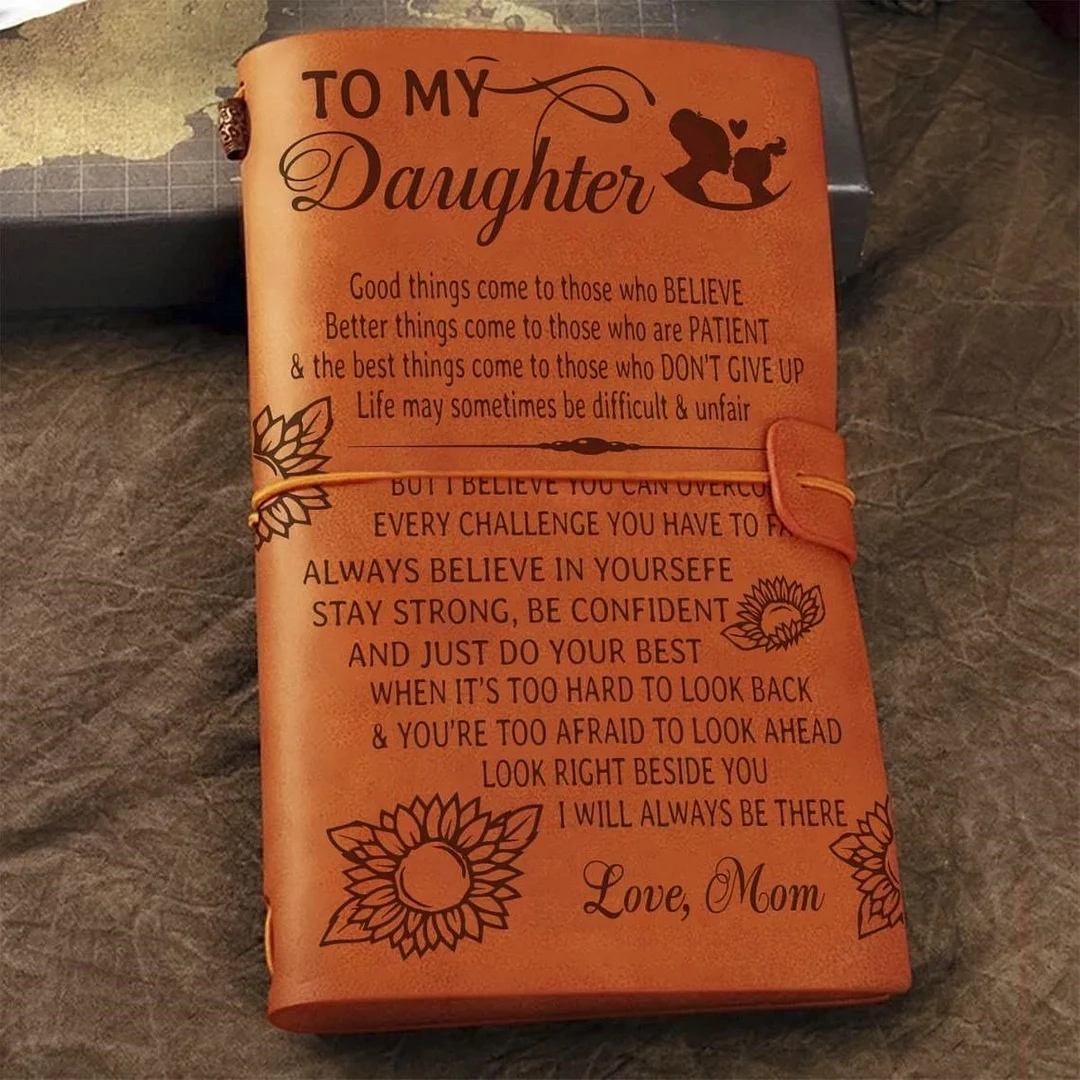 TO MY
Daughter
Good things come to those who BELIEVE
Better things come to those who are PATIENT
& the best things come to those who DON'T GIVE UP
Life may sometimes be difficult & unfair
BUT I BELIEVE YOU CAN
EVERY CHALLENGE YOU HAVE TO
ALWAYS BELIEVE IN YOURSEFE
STAY STRONG, BE CONFIDENT
AND JUST DO YOUR BEST
WHEN IT'S TOO HARD TO LOOK BACK
& YOU'RE TOO AFRAID TO LOOK AHEAD
LOOK RIGHT BESIDE YOU
I WILL ALWAYS BE THERE
Love, Mom